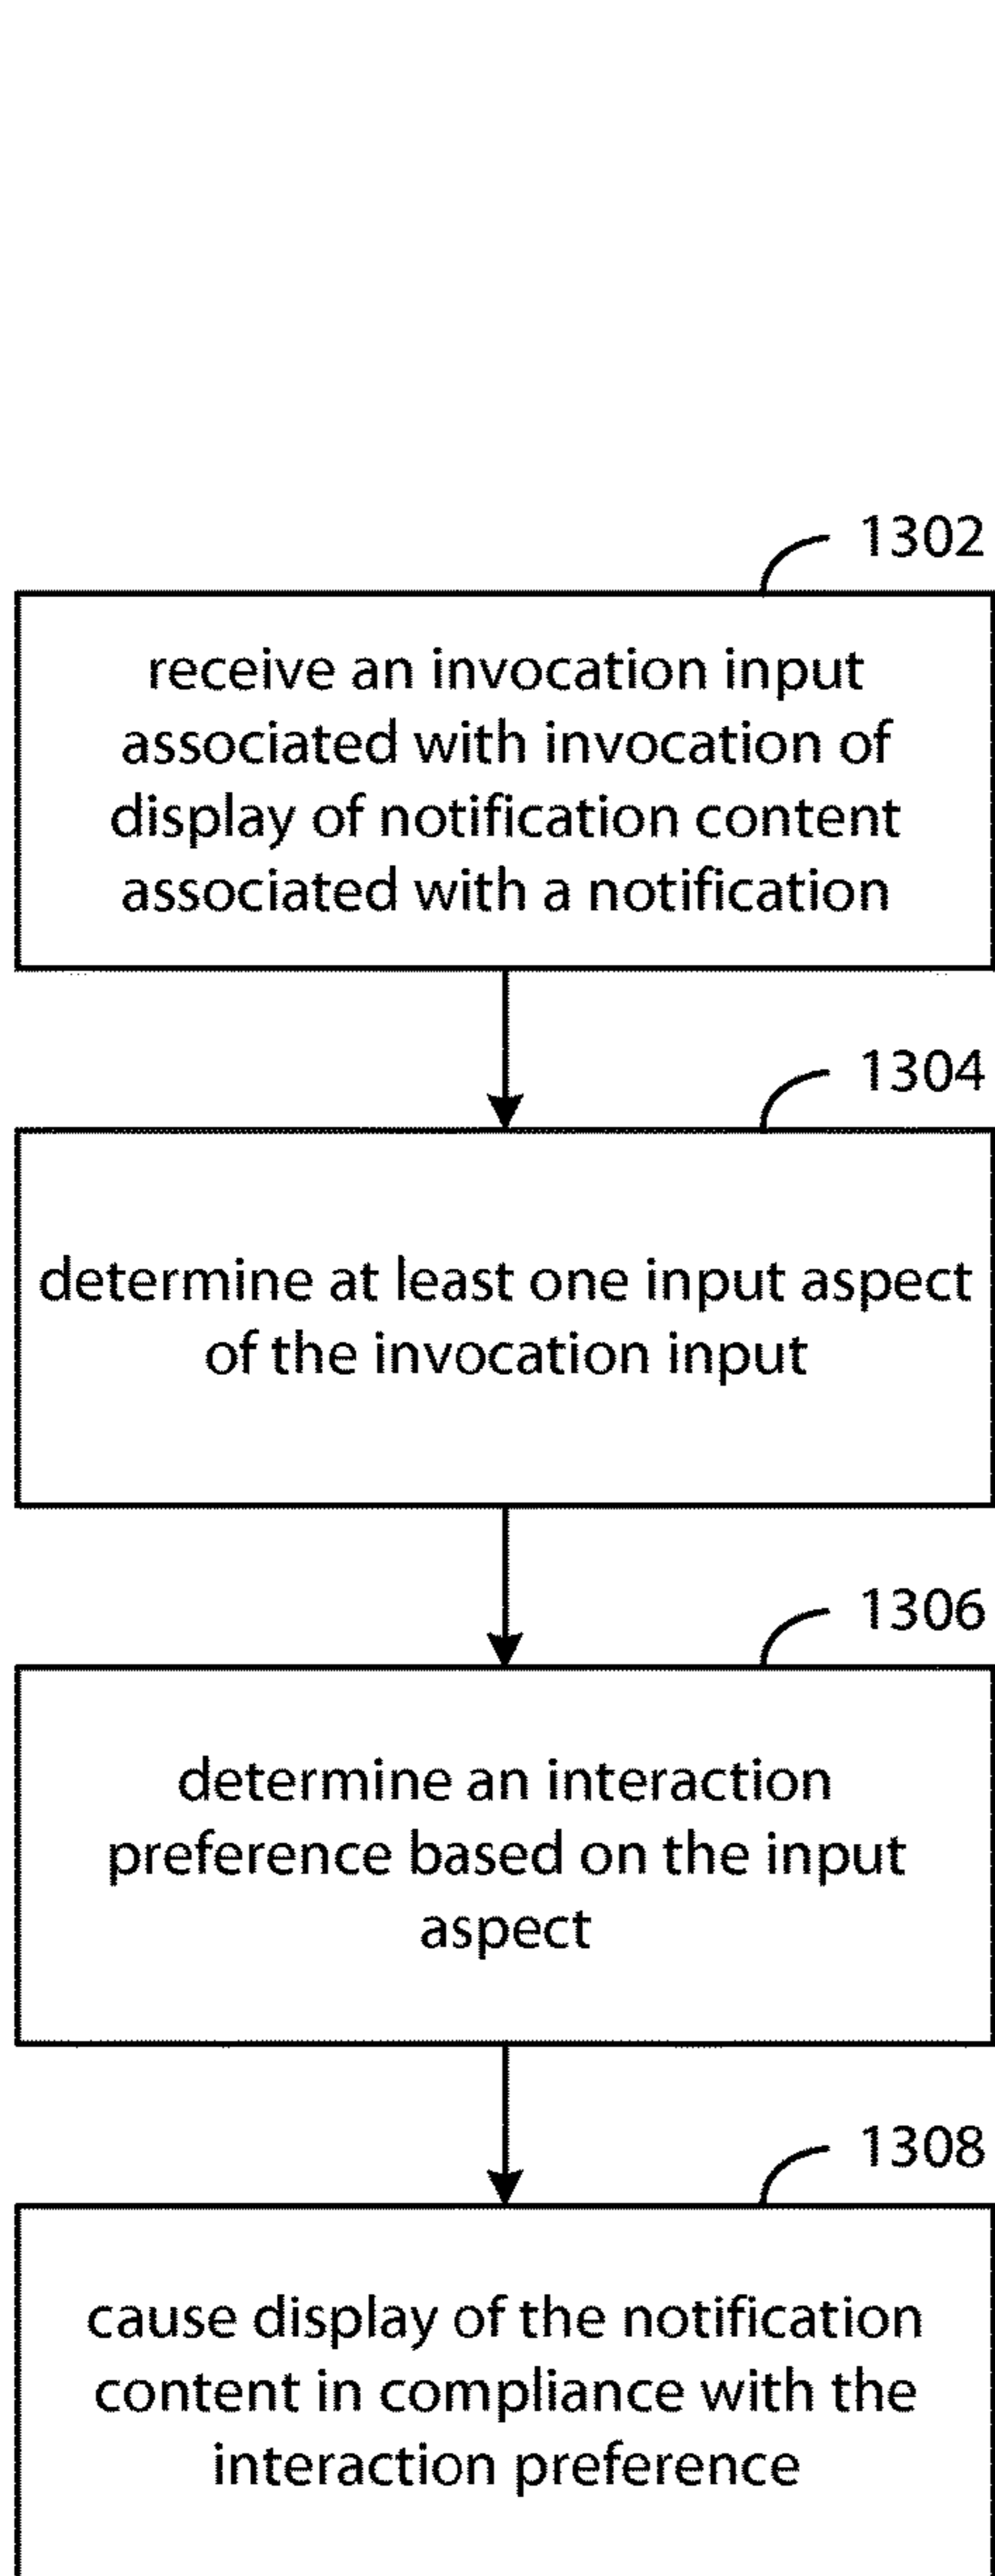 1302
receive an invocation input
associated with invocation of
display of notification content
associated with a notification
1304
determine at least one input aspect
of the invocation input
1306
determine an interaction
preference based on the input
aspect
1308
cause display of the notification
content in compliance with the
interaction preference